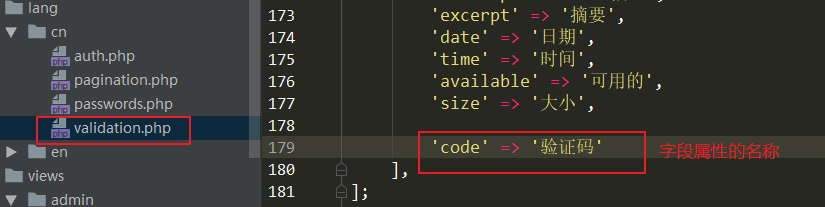 lang
cn
auth.php
pagination.php
passwords.php
validation.php
en
views
admin
173 'excerpt' => '摘要',
174 'date' => '日期',
175 'time' => '时间',
176 'available' => '可用的',
177 'size' => '大小',
178
179 'code' => '验证码' 字段属性的名称
180 ],
181 ];